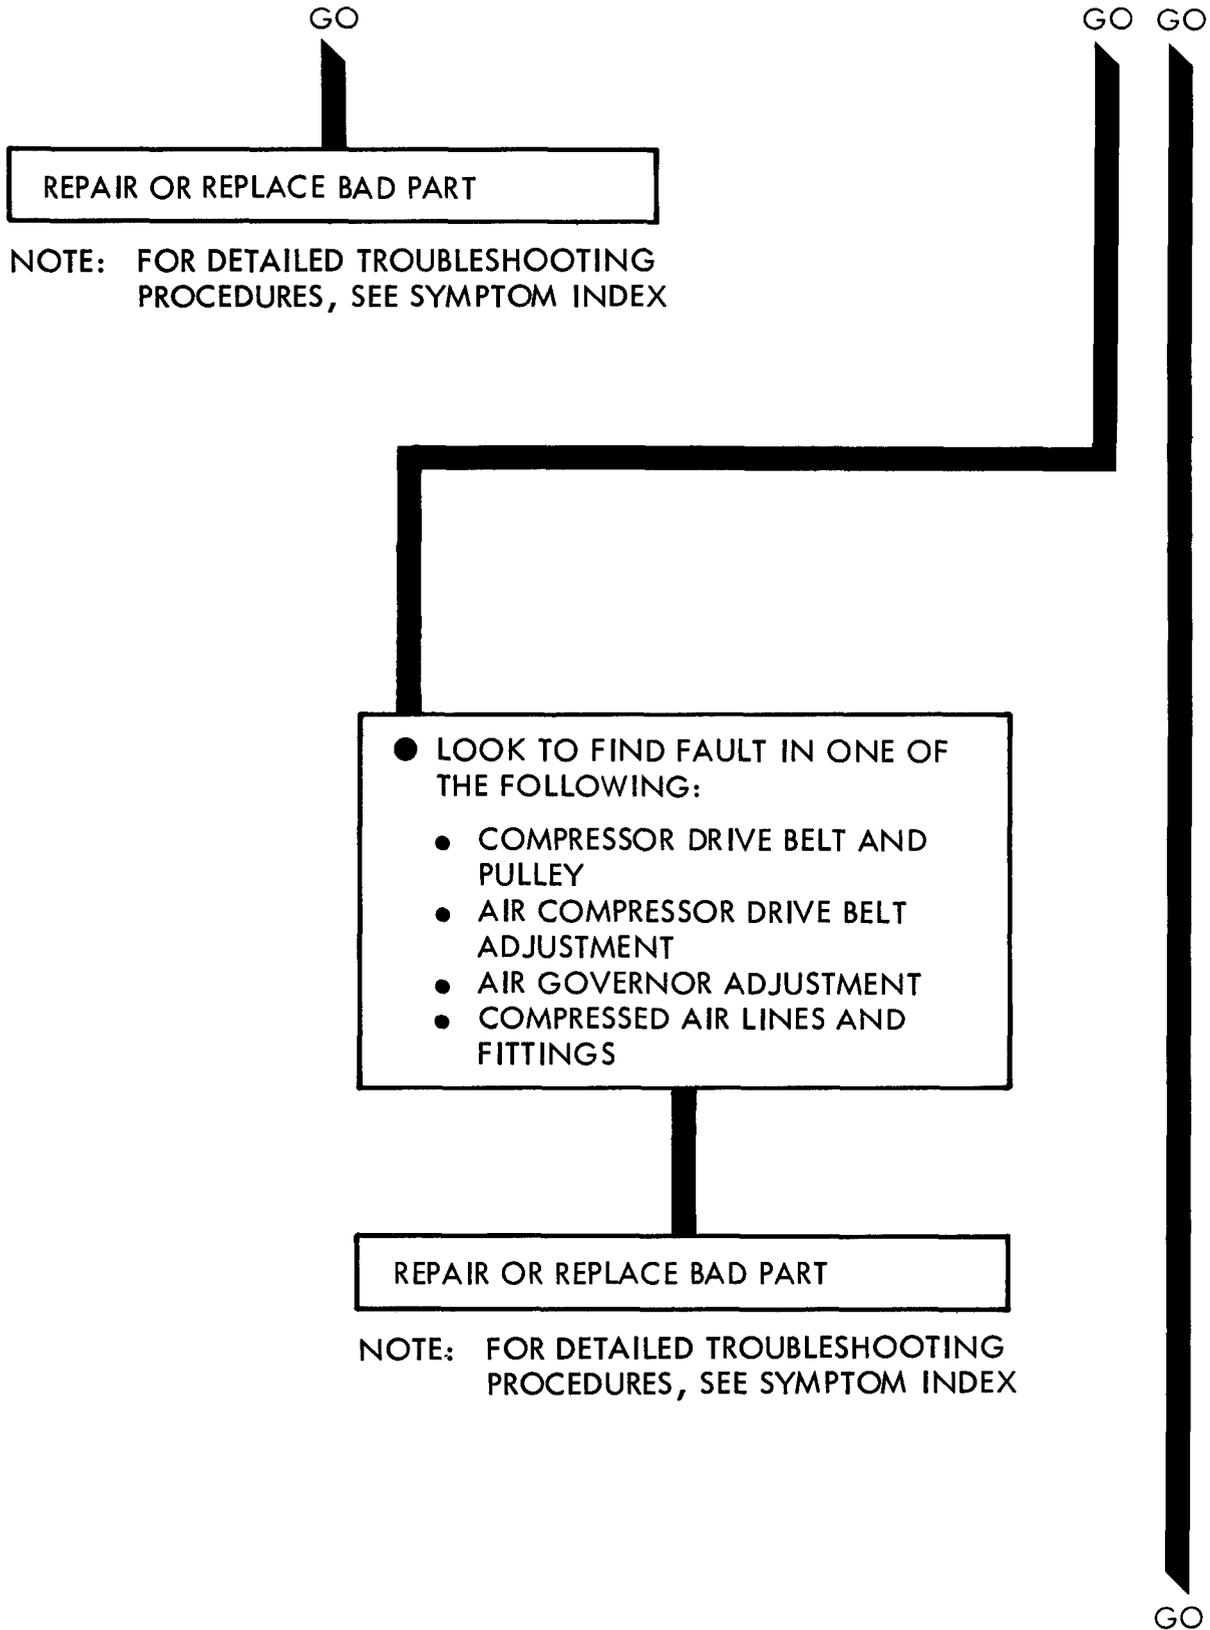 GO
GO GO
REPAIR OR REPLACE BAD PART
NOTE: FOR DETAILED TROUBLESHOOTING
PROCEDURES, SEE SYMPTOM INDEX
● LOOK TO FIND FAULT IN ONE OF
THE FOLLOWING:
● COMPRESSOR DRIVE BELT AND
PULLEY
● AIR COMPRESSOR DRIVE BELT
ADJUSTMENT
● AIR GOVERNOR ADJUSTMENT
● COMPRESSED AIR LINES AND
FITTINGS
REPAIR OR REPLACE BAD PART
NOTE: FOR DETAILED TROUBLESHOOTING
PROCEDURES, SEE SYMPTOM INDEX
GO